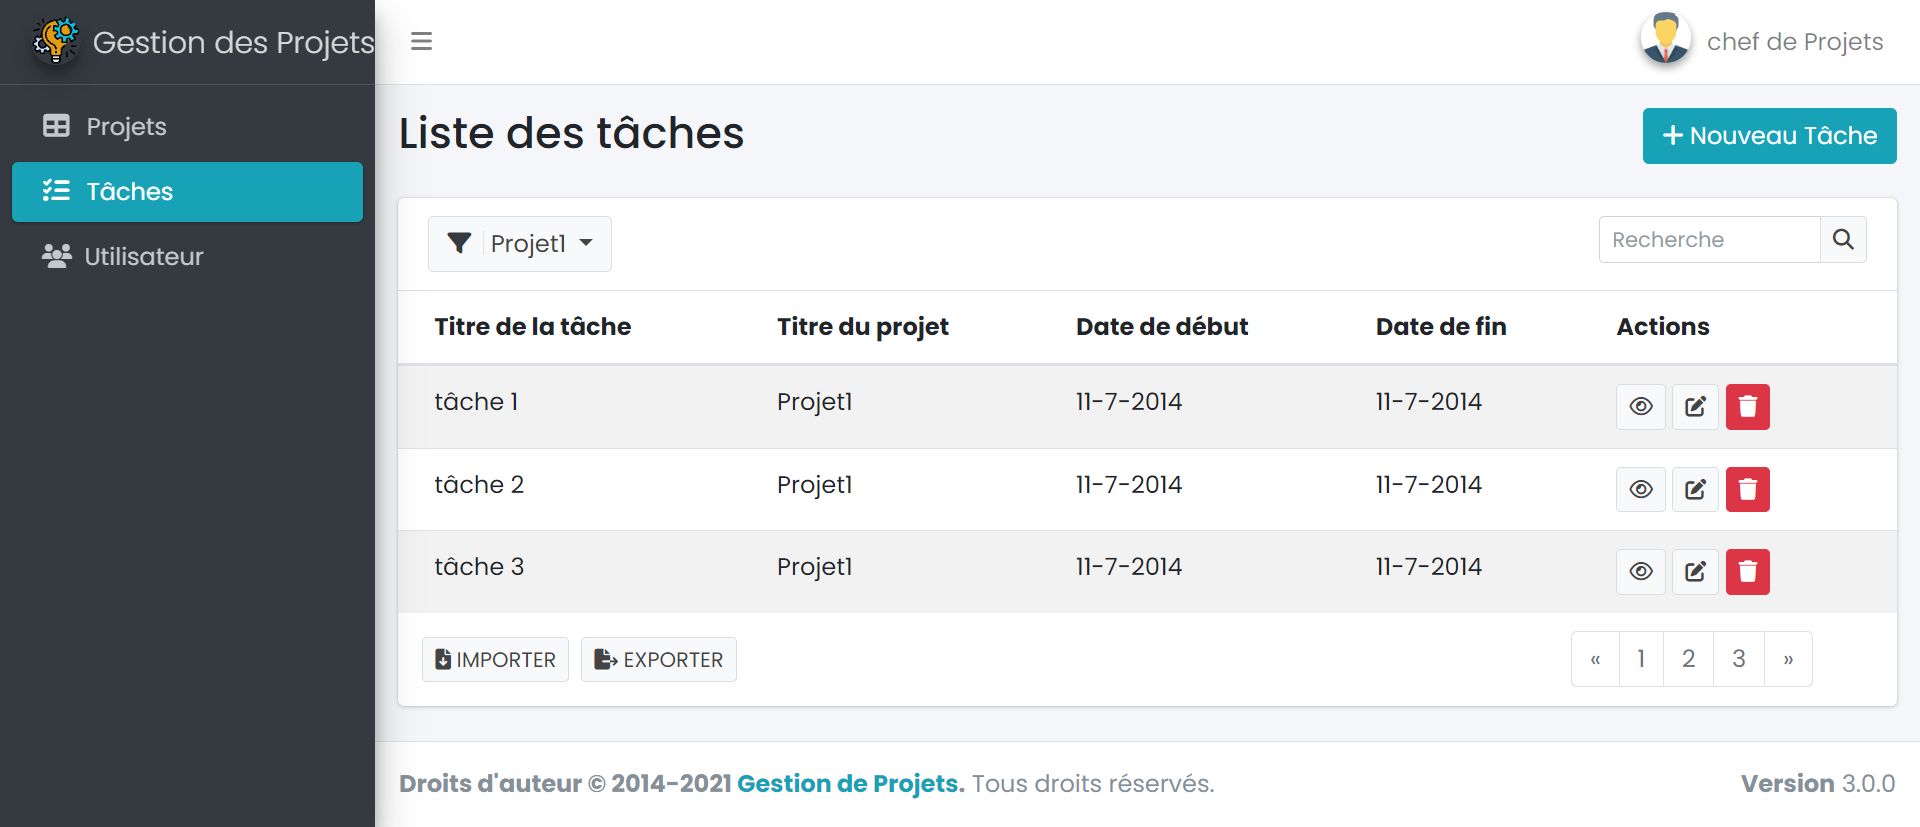 Gestion des Projets
chef de Projets
Projets
Tâches
Utilisateur
Liste des tâches
+ Nouveau Tâche
Projet1
Recherche
Titre de la tâche Titre du projet Date de début Date de fin Actions
tâche 1 Projet1 11-7-2014 11-7-2014
tâche 2 Projet1 11-7-2014 11-7-2014
tâche 3 Projet1 11-7-2014 11-7-2014
IMPORTER EXPORTER
« 1 2 3 »
Droits d'auteur © 2014-2021 Gestion de Projets. Tous droits réservés.
Version 3.0.0